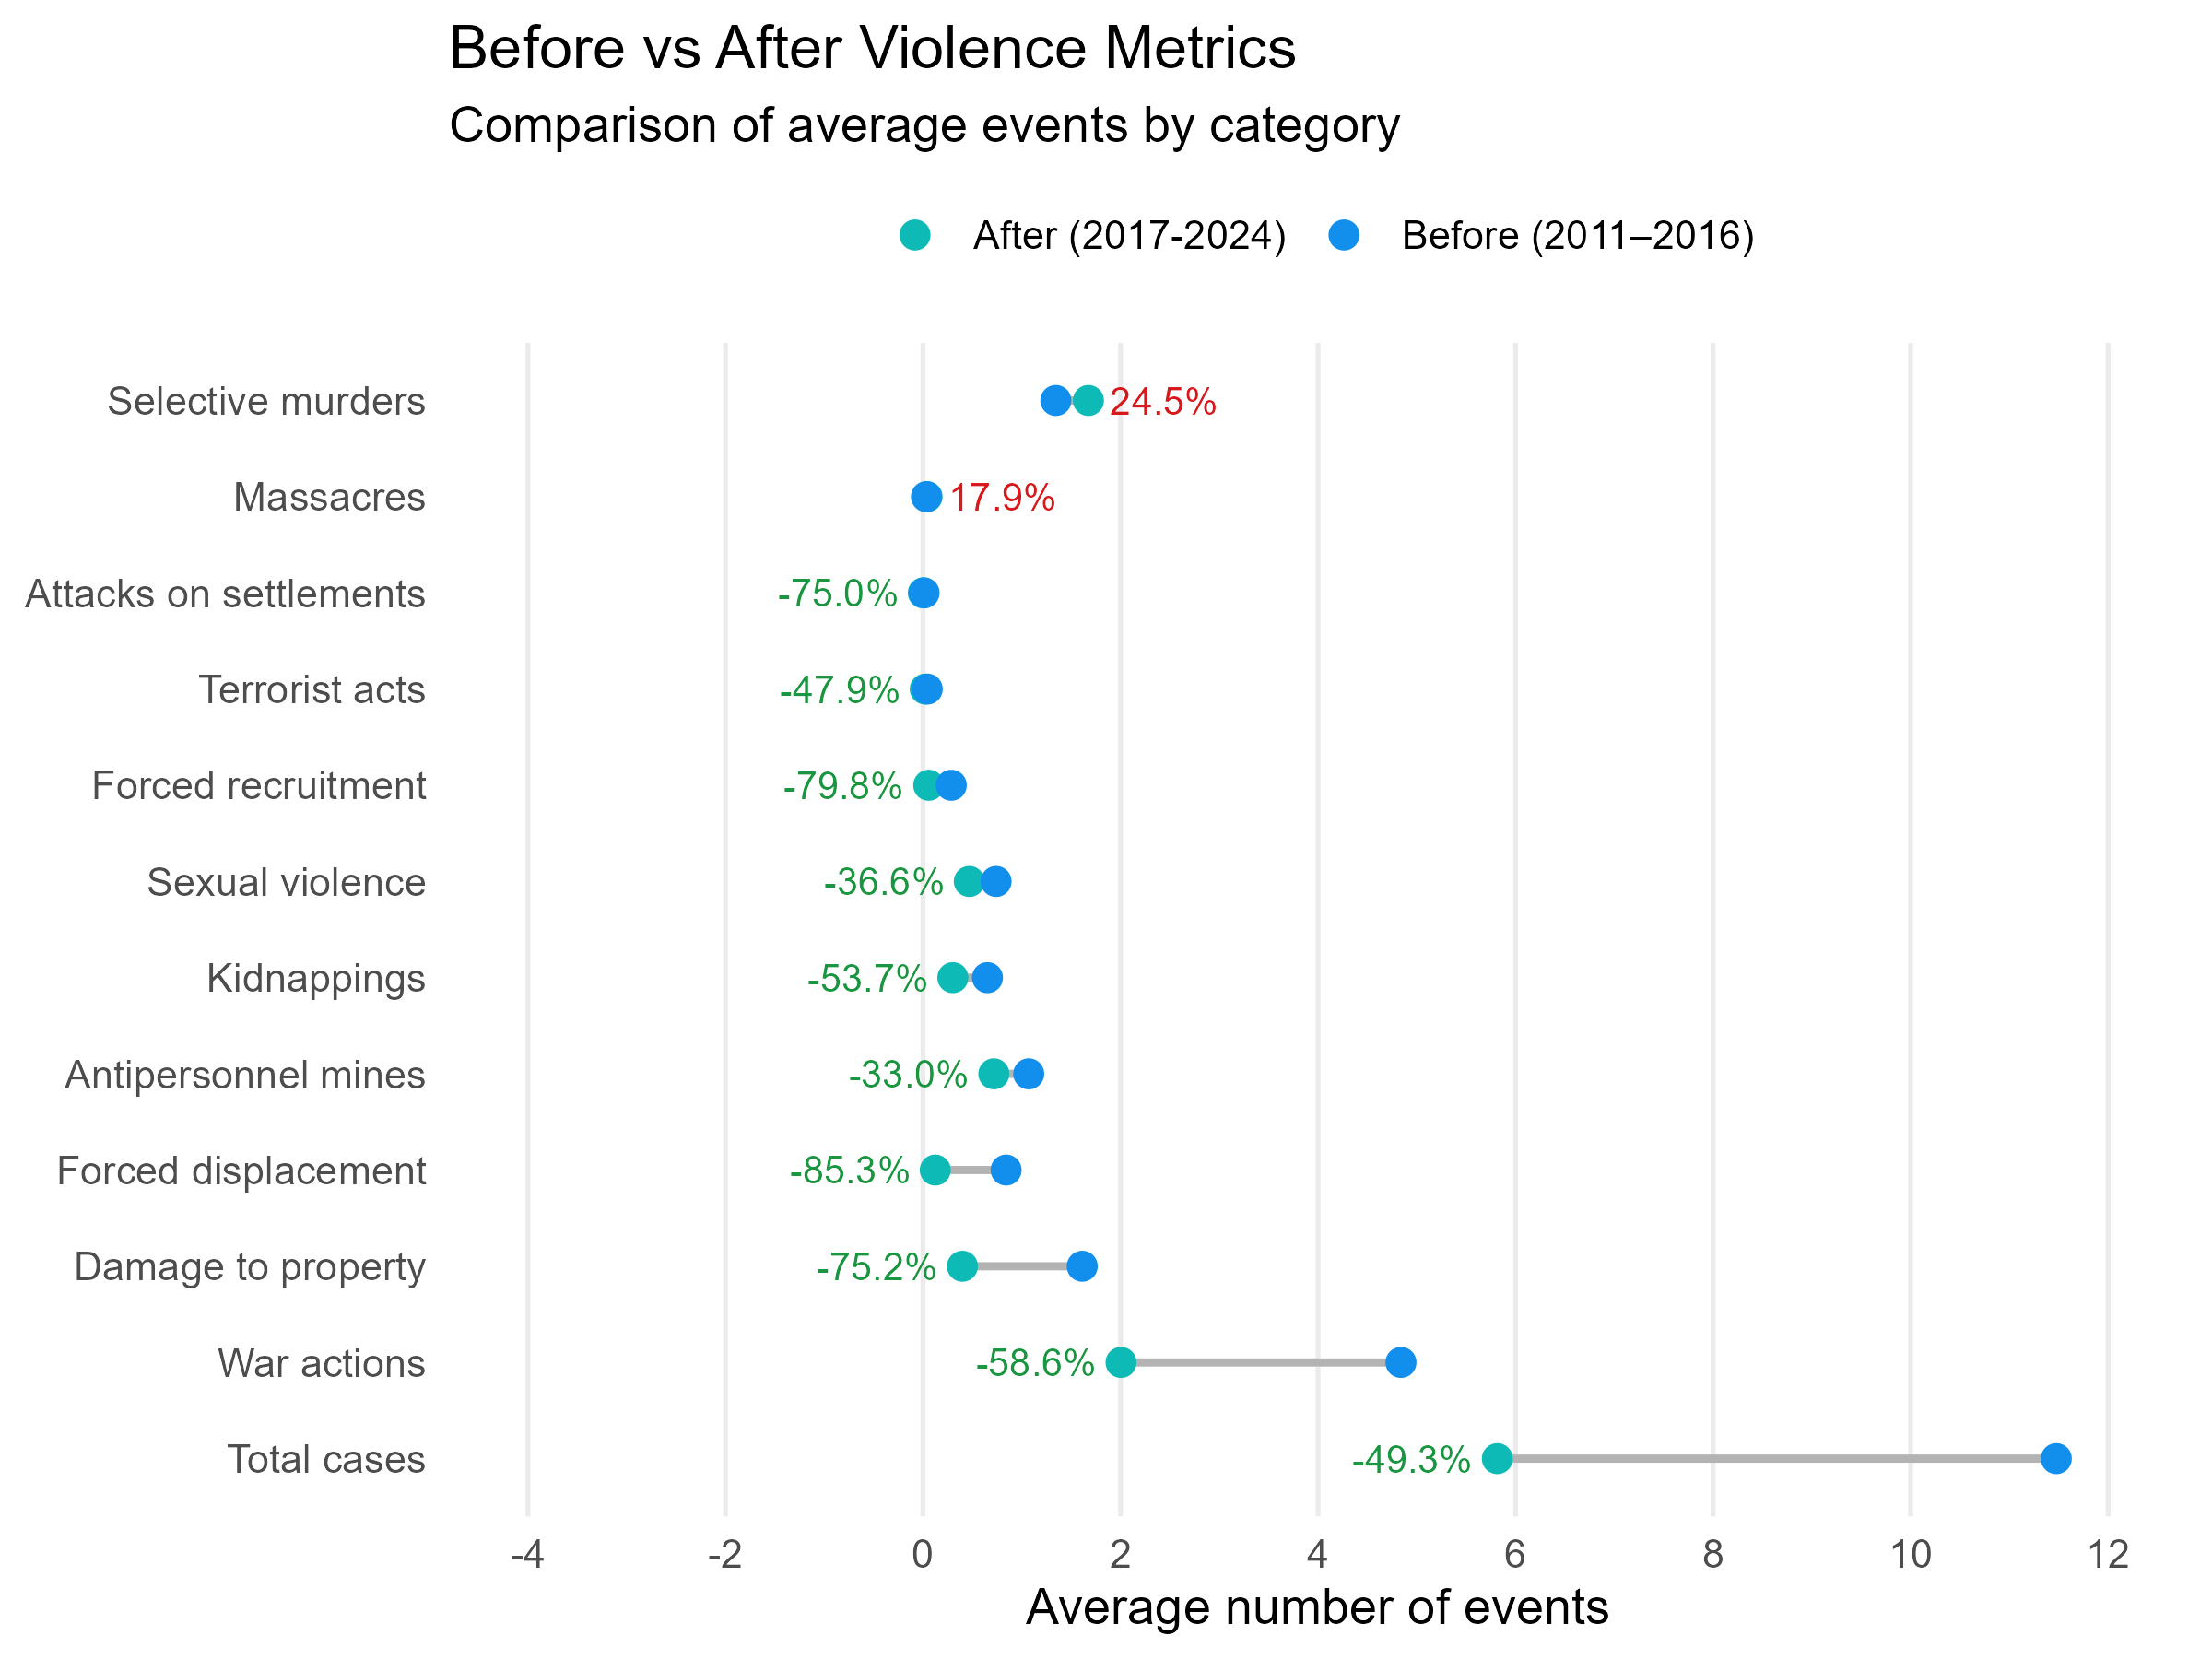 Before vs After Violence Metrics
Comparison of average events by category
After (2017-2024) Before (2011–2016)
Selective murders 24.5%
Massacres 17.9%
Attacks on settlements -75.0%
Terrorist acts -47.9%
Forced recruitment -79.8%
Sexual violence -36.6%
Kidnappings -53.7%
Antipersonnel mines -33.0%
Forced displacement -85.3%
Damage to property -75.2%
War actions -58.6%
Total cases -49.3%
-4 -2 0 2 4 6 8 10 12
Average number of events